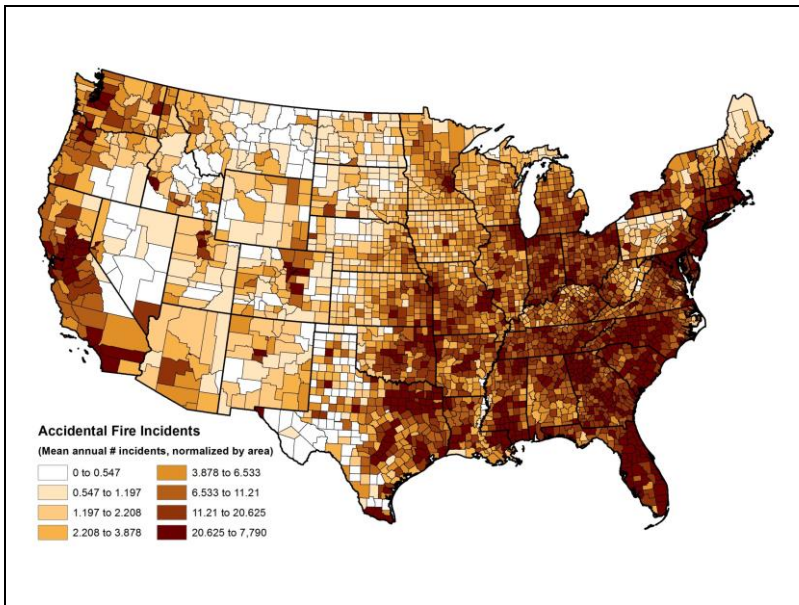 Accidental Fire Incidents
(Mean annual # incidents, normalized by area)
0 to 0.547
0.547 to 1.197
1.197 to 2.208
2.208 to 3.878
3.878 to 6.533
6.533 to 11.21
11.21 to 20.625
20.625 to 7,790